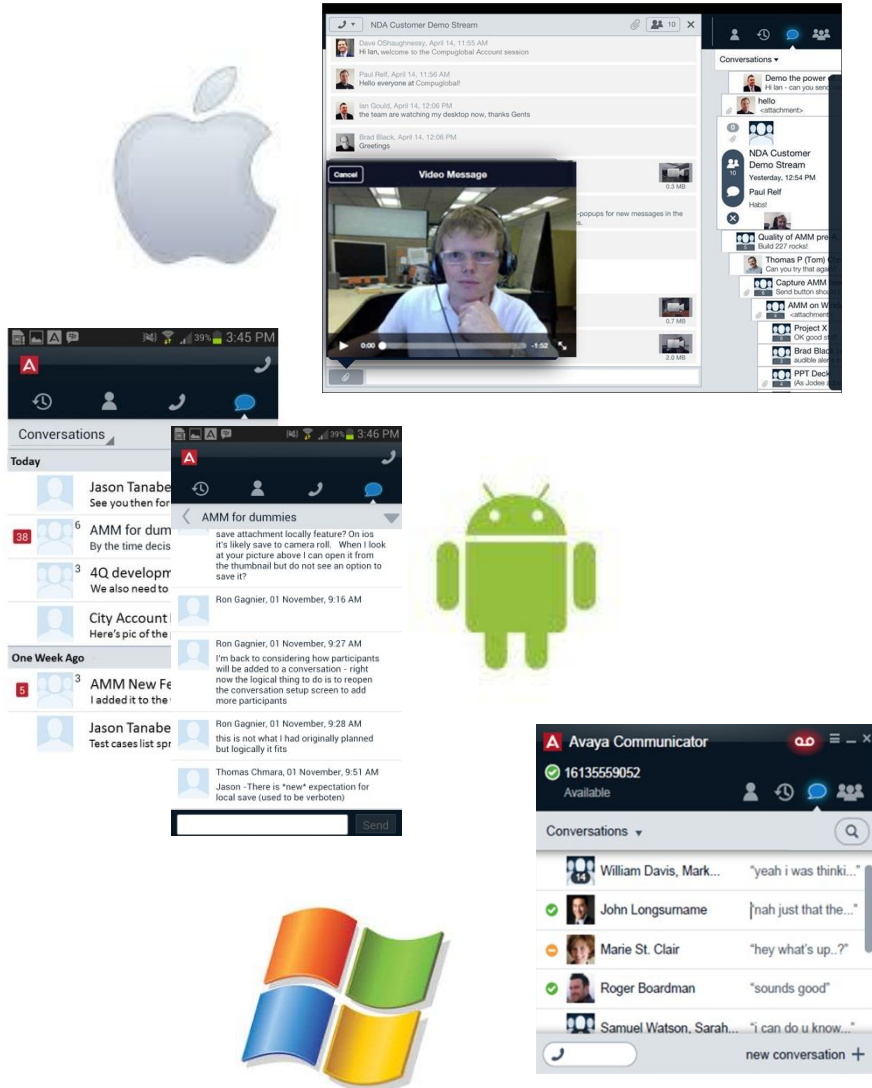 NDA Customer Demo Stream
10
Dave OShaughnessy, April 14, 11:55 AM
Hi Ian, welcome to the Compuglobal Account session
Paul Relf, April 14, 11:56 AM
Hello everyone at Compuglobal!
Ian Gould, April 14, 12:06 PM
the team are watching my desktop now, thanks Gents
Brad Black, April 14, 12:06 PM
Greetings
Cancel
Video Message
0.3 MB
-popups for new messages in the
0:00
-1:52
0.7 MB
2.0 MB
Conversations
Demo the power of
Hi Ian - can you send
hello
<attachment>
0
NDA Customer
Demo Stream
10
Yesterday, 12:54 PM
Paul Relf
Habs!
Quality of AMM pre-A
Build 227 rocks!
Thomas P (Tom)
Can you try that again
Capture AMM
Send button shou
AMM on W
<attachment
Project X
OK good st
Brad Black
audible aler
PPT Deck
(As Jodee a
39%
3:45 PM
A
Conversations
Today
Jason Tanabe
See you then for
38
6
AMM for dum
By the time decis
3
4Q developm
We also need to
City Account
Here's pic of the
One Week Ago
5
3
AMM New Fe
I added it to the
Jason Tanabe
Test cases list spr
39%
3:46 PM
A
AMM for dummies
save attachment locally feature? On ios
it's likely save to camera roll. When I look
at your picture above I can open it from
the thumbnail but do not see an option to
save it?
Ron Gagnier, 01 November, 9:16 AM
Ron Gagnier, 01 November, 9:27 AM
I'm back to considering how participants
will be added to a conversation - right
now the logical thing to do is to reopen
the conversation setup screen to add
more participants
Ron Gagnier, 01 November, 9:28 AM
this is not what I had originally planned
but logically it fits
Thomas Chmara, 01 November, 9:51 AM
Jason -There is *new* expectation for
local save (used to be verboten)
Send
A Avaya Communicator
16135559052
Available
Conversations
14
William Davis, Mark... "yeah i was thinki..."
John Longsurname "nah just that the..."
Marie St. Clair "hey what's up..?"
Roger Boardman "sounds good"
Samuel Watson, Sarah... "i can do u know..."
new conversation +